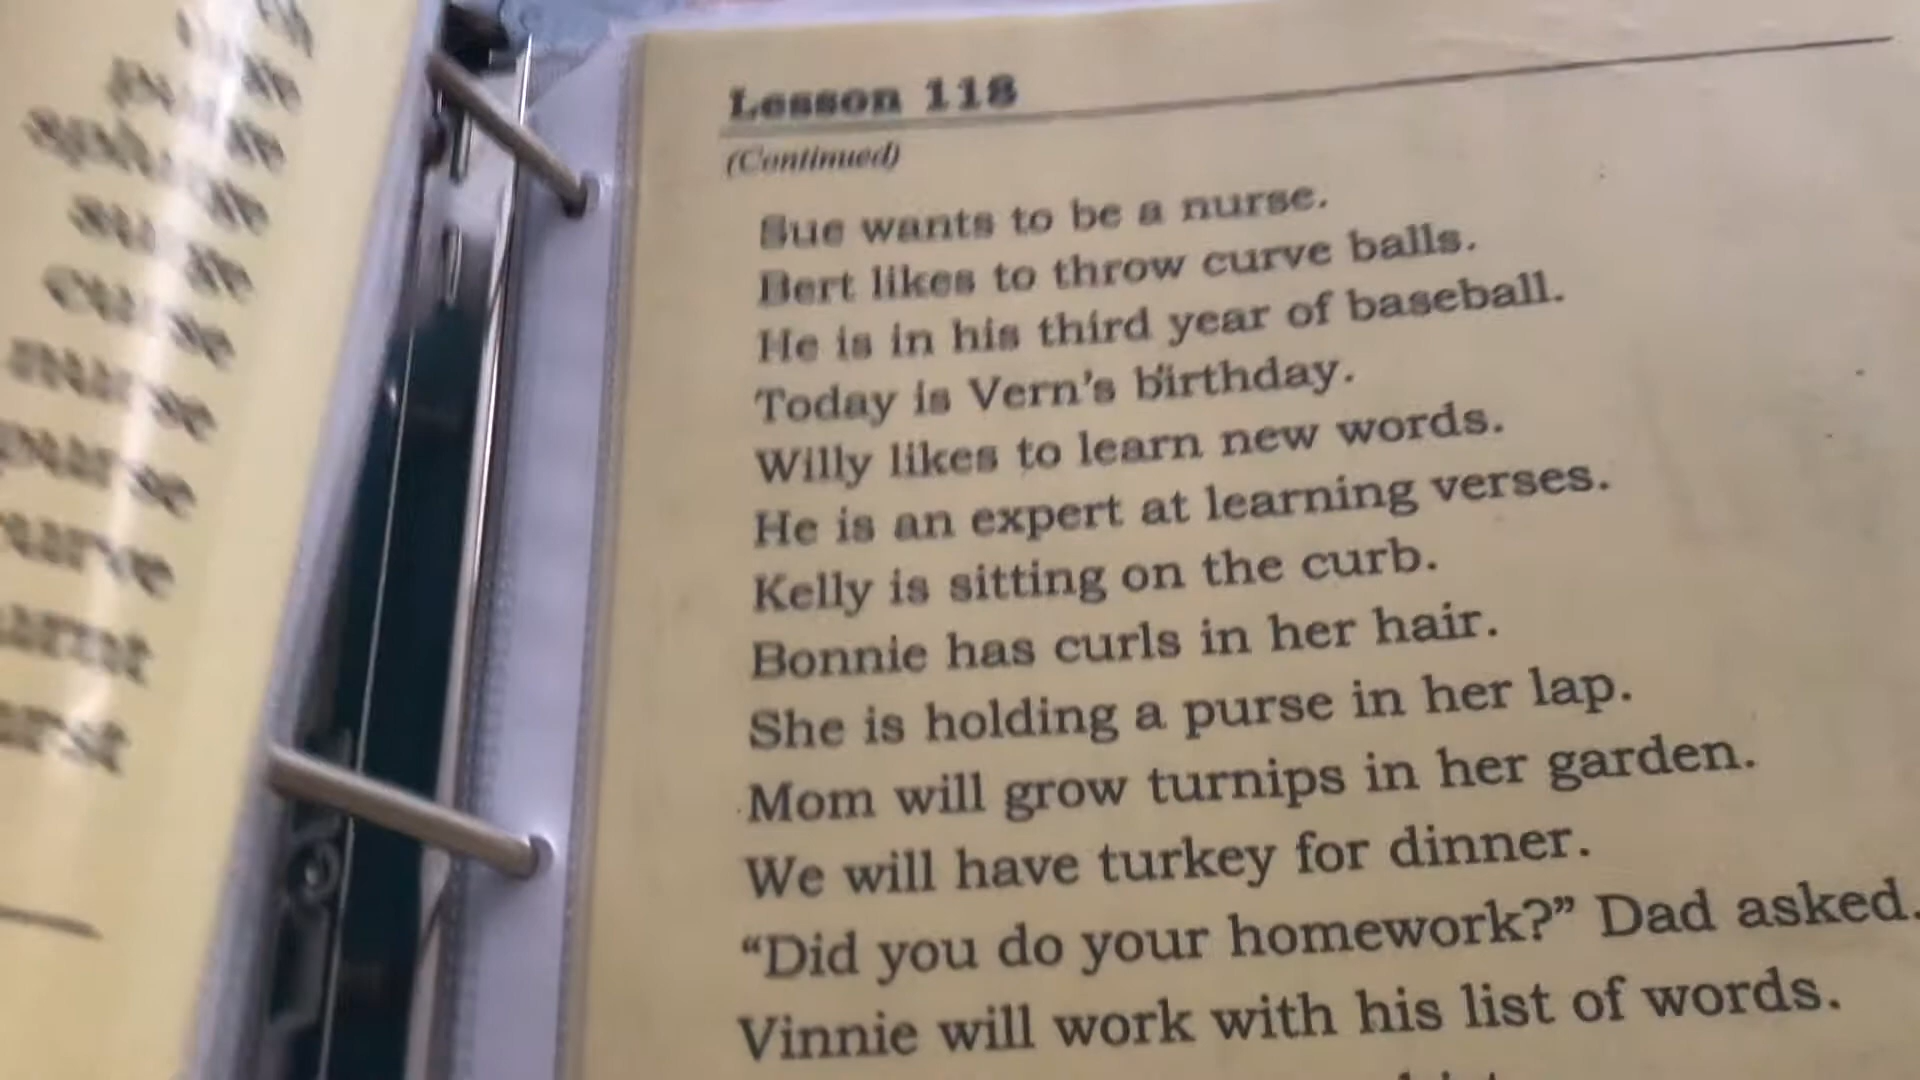 Lesson 118
(Continued)
Sue wants to be a nurse.
Bert likes to throw curve balls.
He is in his third year of baseball.
Today is Vern's birthday.
Willy likes to learn new words.
He is an expert at learning verses.
Kelly is sitting on the curb.
Bonnie has curls in her hair.
She is holding a purse in her lap.
Mom will grow turnips in her garden.
We will have turkey for dinner.
“Did you do your homework?” Dad asked.
Vinnie will work with his list of words.